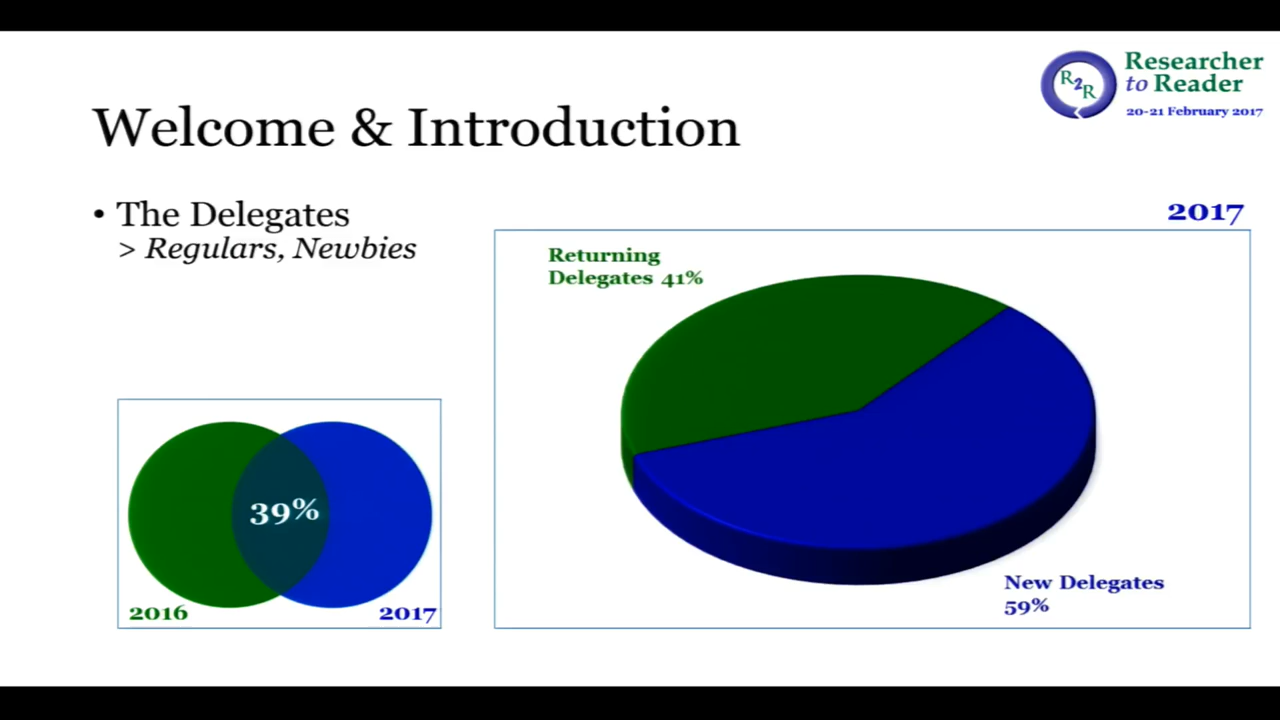 R2R
Researcher
to Reader
20-21 February 2017
Welcome & Introduction
• The Delegates
> Regulars, Newbies
2017
Returning
Delegates 41%
39%
2016
2017
New Delegates
59%